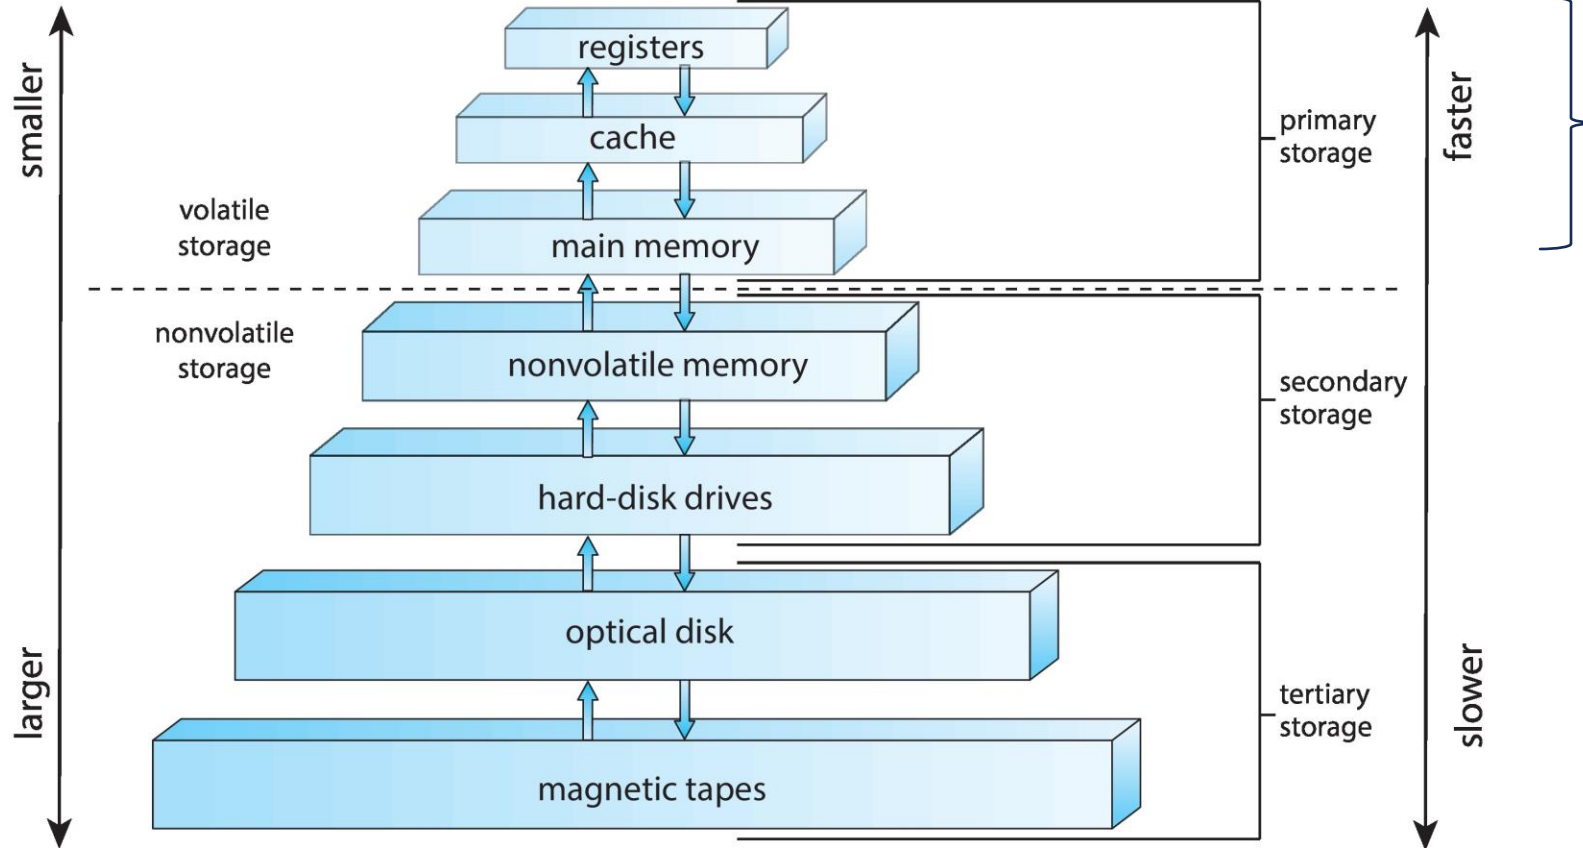 smaller
larger
volatile
storage
nonvolatile
storage
registers
cache
main memory
nonvolatile memory
hard-disk drives
optical disk
magnetic tapes
primary
storage
secondary
storage
tertiary
storage
faster
slower